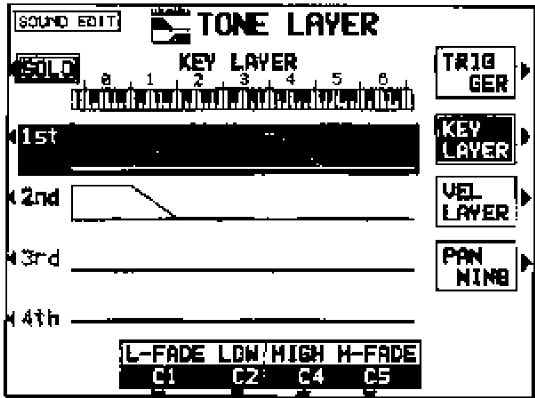 SOUND EDIT
TONE LAYER
SOLO
KEY LAYER
0 1 2 3 4 5 6
TRIG
GER
1st
KEY
LAYER
2nd
VEL
LAYER
3rd
PAN
NING
4th
L-FADE LOW/HIGH H-FADE
C1 C2 C4 C5